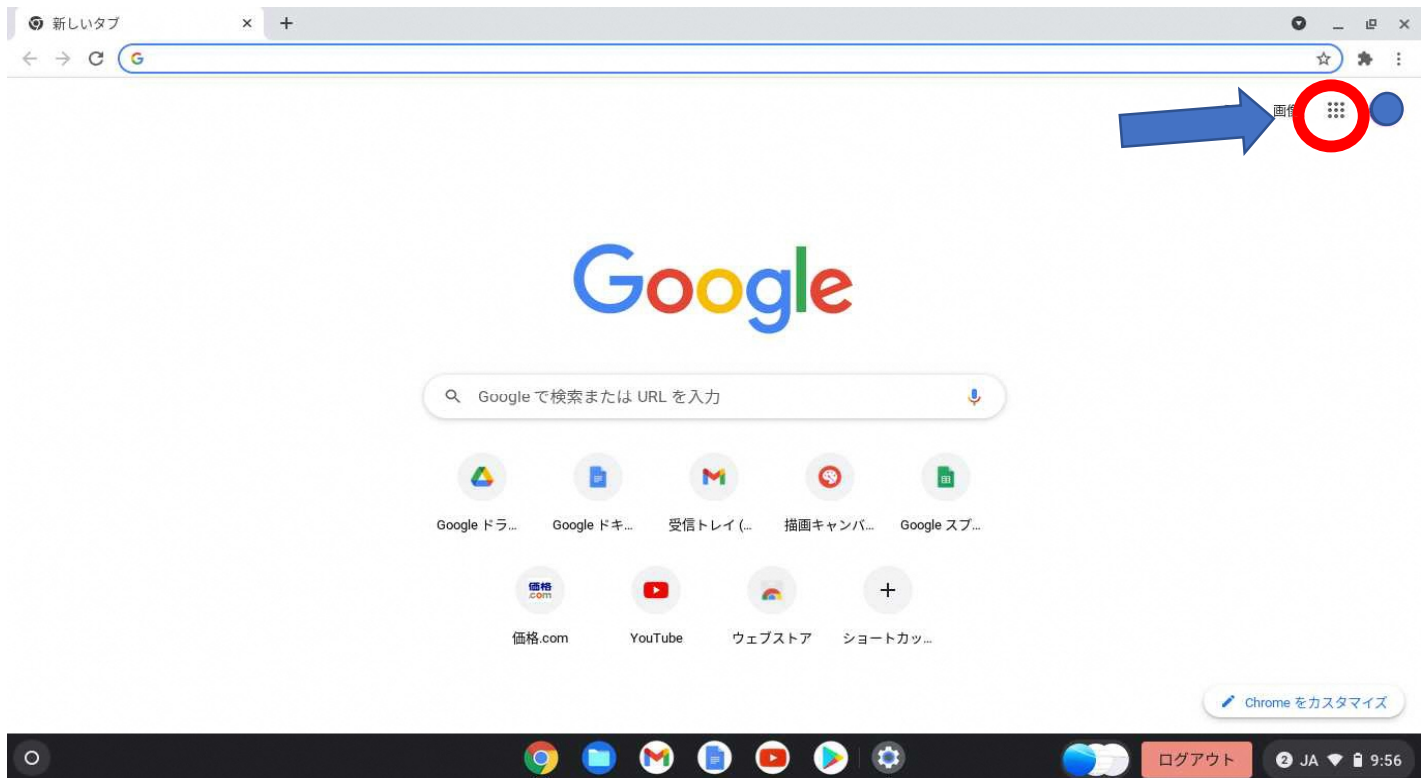 新しいタブ
Google
Google で検索または URL を入力
Google ドラ...
Google ドキ...
受信トレイ (...
描画キャンバ...
Google スプ...
価格
.com
価格.com
YouTube
ウェブストア
ショートカッ...
Chrome をカスタマイズ
ログアウト
2 JA 9:56